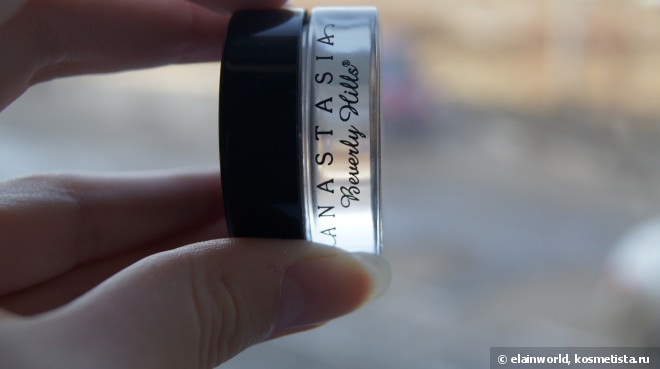 ANASTASIA
Beverly Hills®
© elainworld, kosmetista.ru